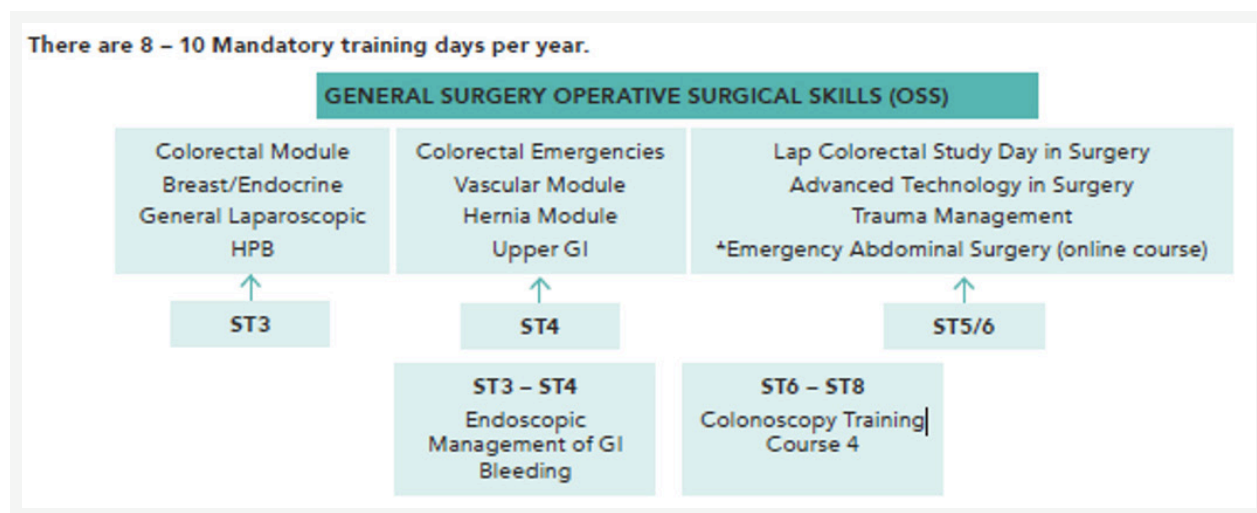 There are 8 – 10 Mandatory training days per year.
GENERAL SURGERY OPERATIVE SURGICAL SKILLS (OSS)
Colorectal Module
Breast/Endocrine
General Laparoscopic
HPB
Colorectal Emergencies
Vascular Module
Hernia Module
Upper GI
Lap Colorectal Study Day in Surgery
Advanced Technology in Surgery
Trauma Management
*Emergency Abdominal Surgery (online course)
ST3
ST4
ST5/6
ST3 – ST4
Endoscopic
Management of GI
Bleeding
ST6 – ST8
Colonoscopy Training
Course 4